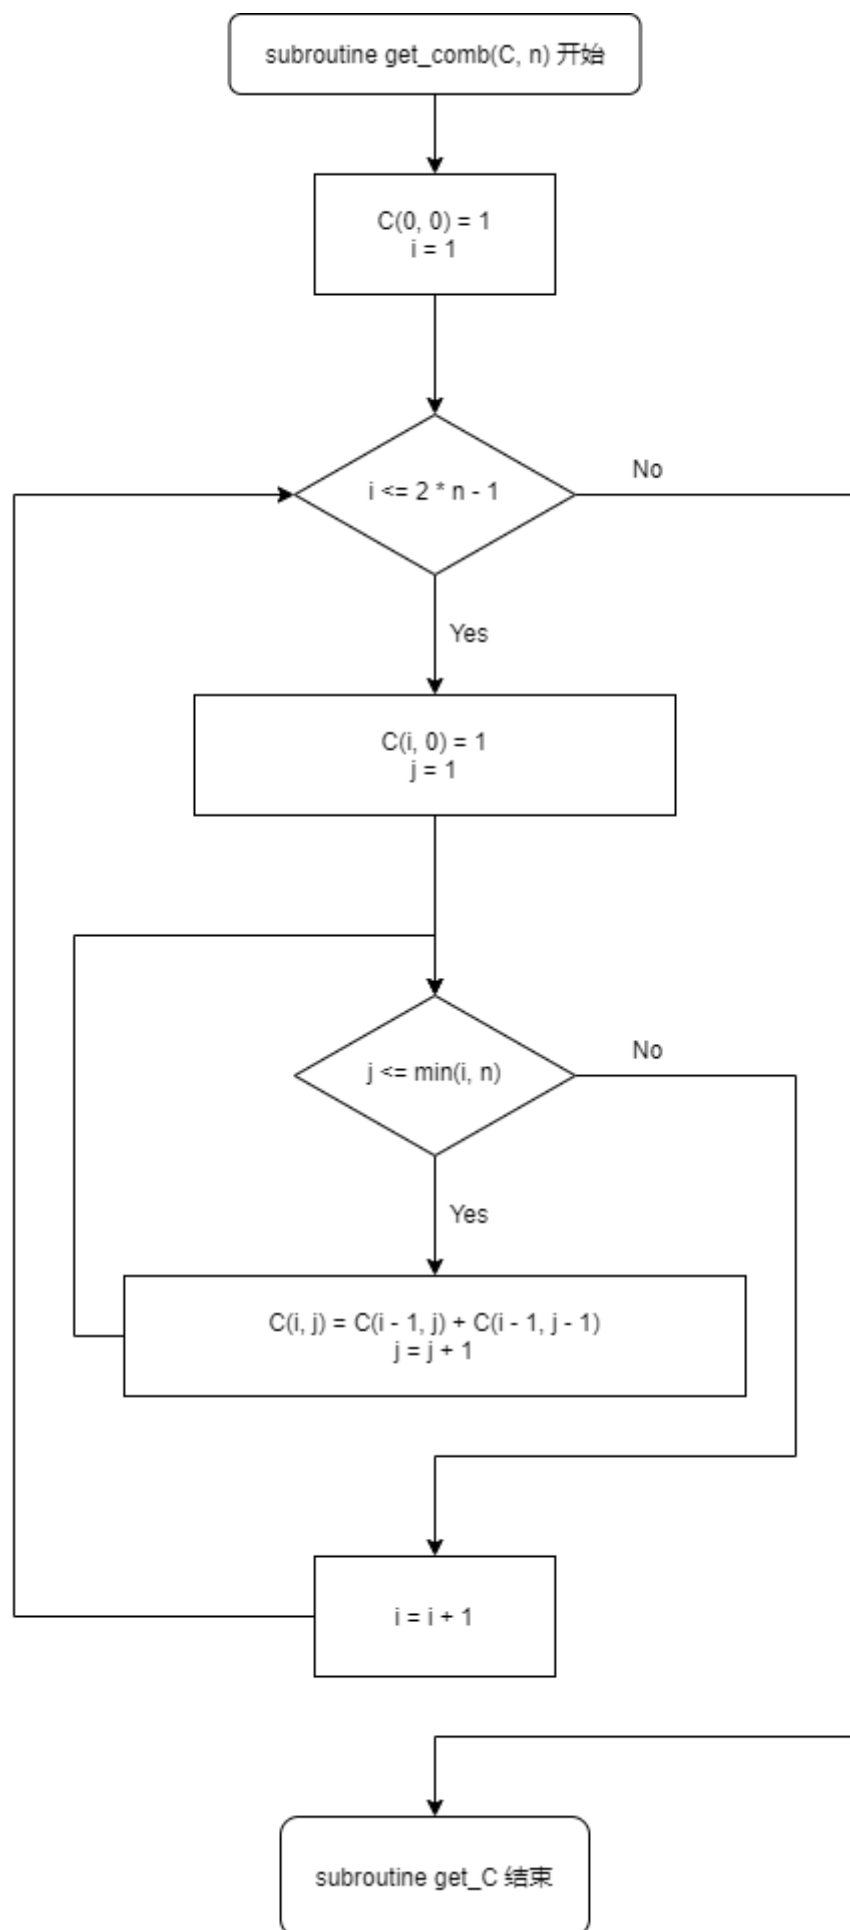 subroutine get_comb(C, n) 开始
C(0, 0) = 1
i = 1
i <= 2 * n - 1
No
Yes
C(i, 0) = 1
j = 1
j <= min(i, n)
No
Yes
C(i, j) = C(i - 1, j) + C(i - 1, j - 1)
j = j + 1
i = i + 1
subroutine get_C 结束